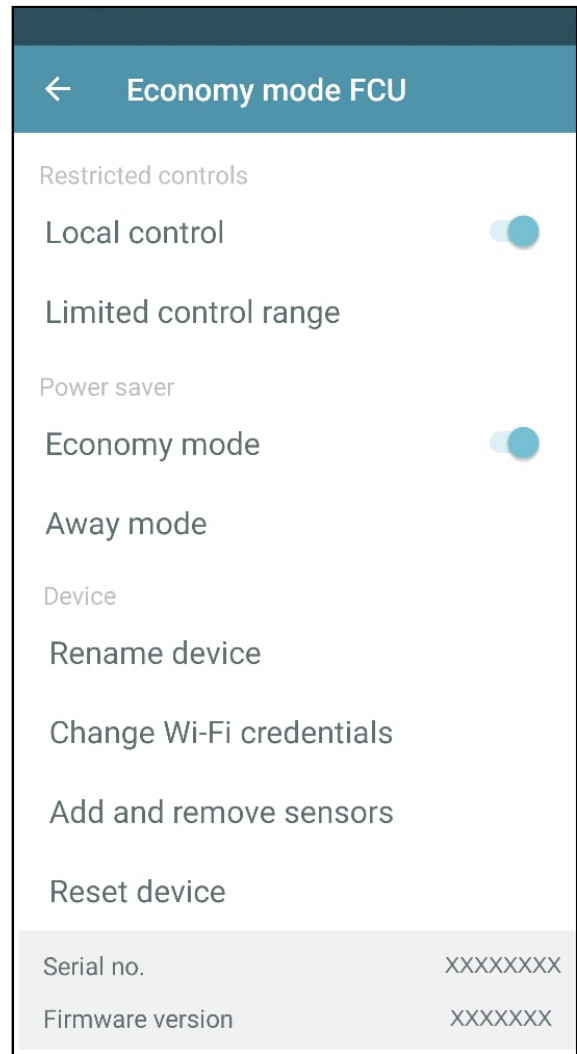 Economy mode FCU
Restricted controls
Local control
Limited control range
Power saver
Economy mode
Away mode
Device
Rename device
Change Wi-Fi credentials
Add and remove sensors
Reset device
Serial no. XXXXXXXX
Firmware version XXXXXXX